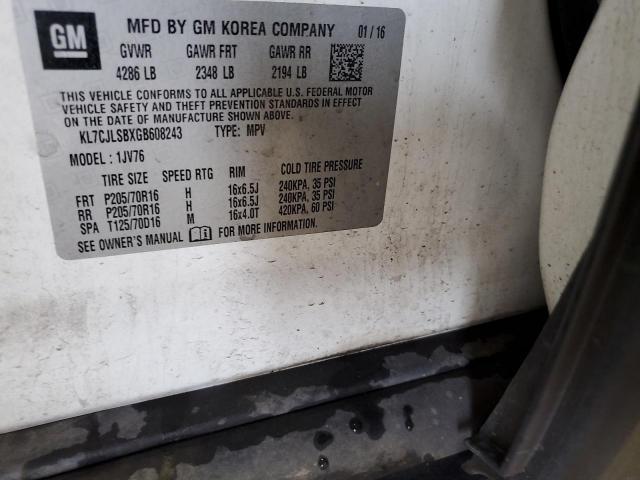 GM
MFD BY GM KOREA COMPANY 01/16
GVWR GAWR FRT GAWR RR
4286 LB 2348 LB 2194 LB
THIS VEHICLE CONFORMS TO ALL APPLICABLE U.S. FEDERAL MOTOR
VEHICLE SAFETY AND THEFT PREVENTION STANDARDS IN EFFECT
ON THE DATE OF MANUFACTURE SHOWN ABOVE.
KL7CJLSBXGB608243 TYPE: MPV
MODEL: 1JV76
TIRE SIZE SPEED RTG RIM COLD TIRE PRESSURE
FRT P205/70R16 H 16x6.5J 240KPA, 35 PSI
RR P205/70R16 H 16x6.5J 240KPA, 35 PSI
SPA T125/70D16 M 16x4.0T 420KPA, 60 PSI
SEE OWNER'S MANUAL FOR MORE INFORMATION.